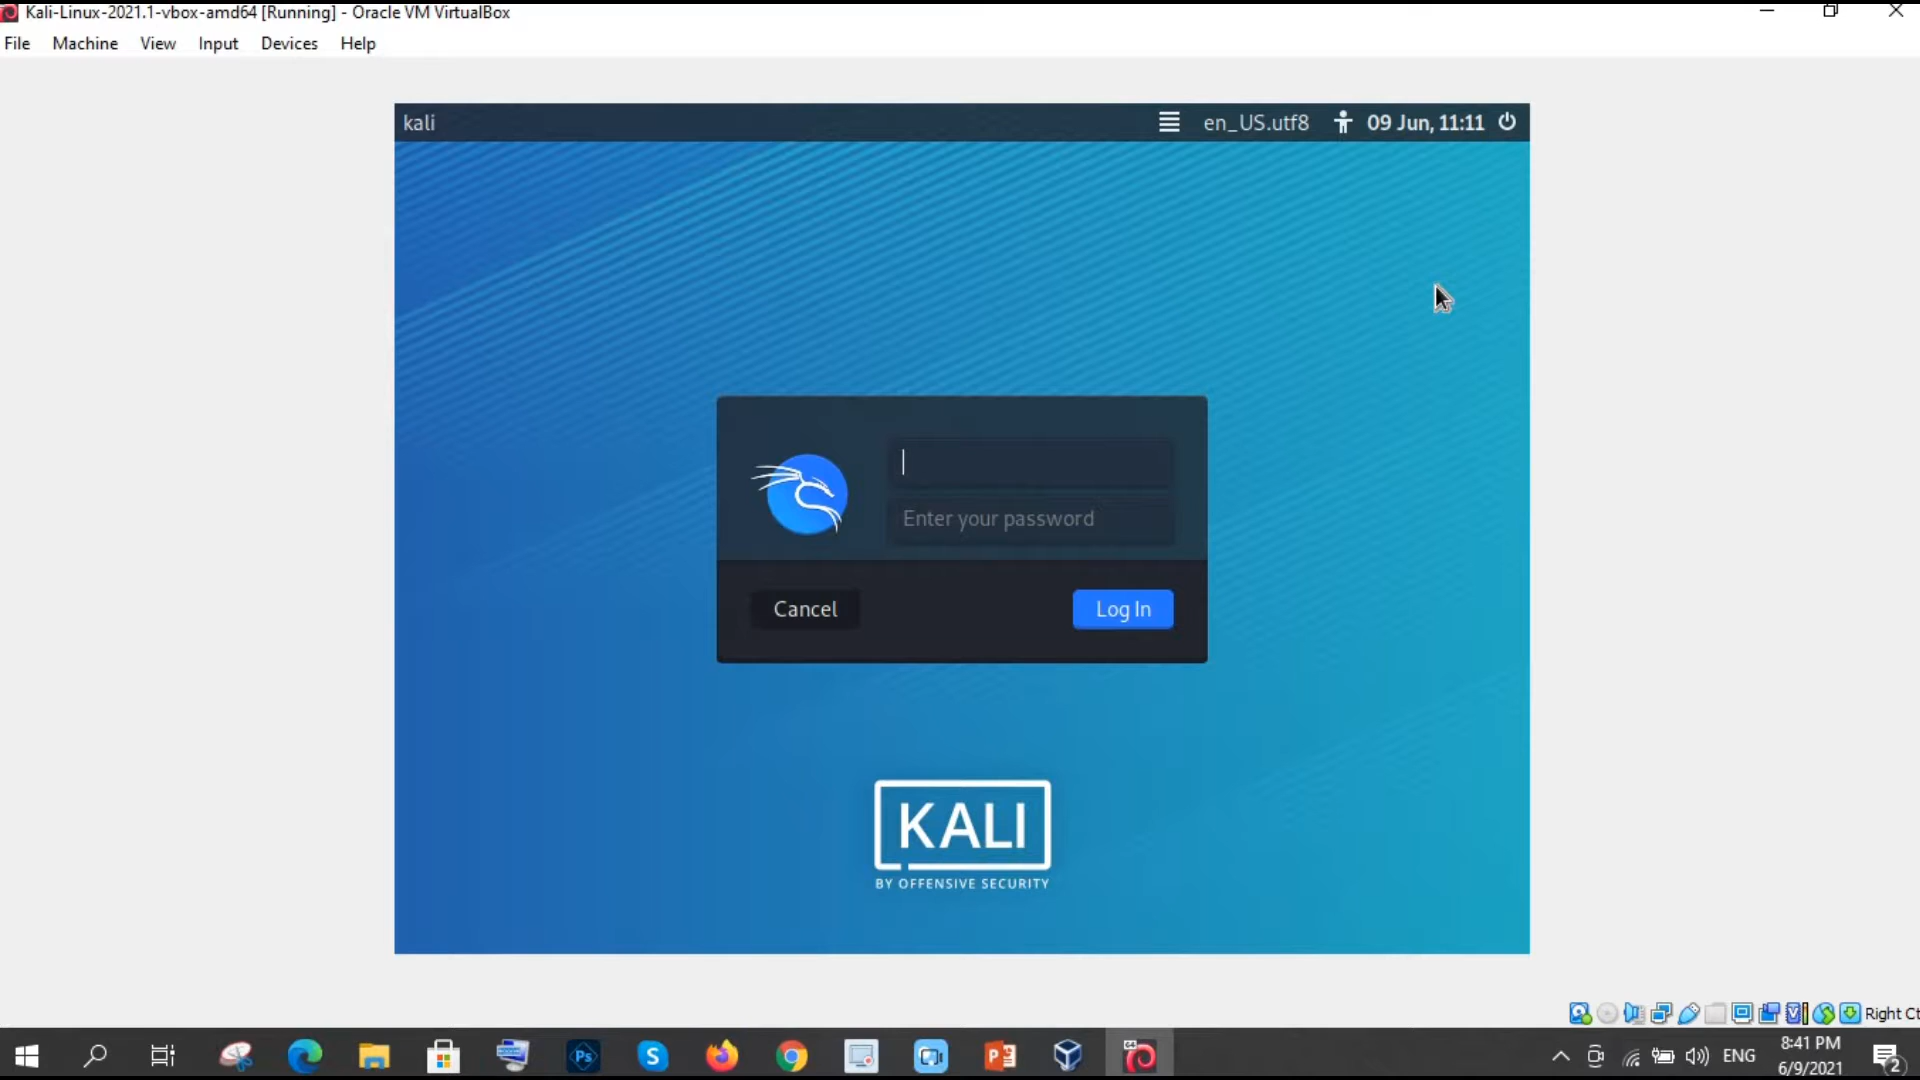 Kali-Linux-2021.1-vbox-amd64 [Running] - Oracle VM VirtualBox
File Machine View Input Devices Help
kali en_US.utf8 09 Jun, 11:11
Enter your password
Cancel Log In
KALI
BY OFFENSIVE SECURITY
Right Ct
Ps S P 64 ENG 8:41 PM
6/9/2021 2